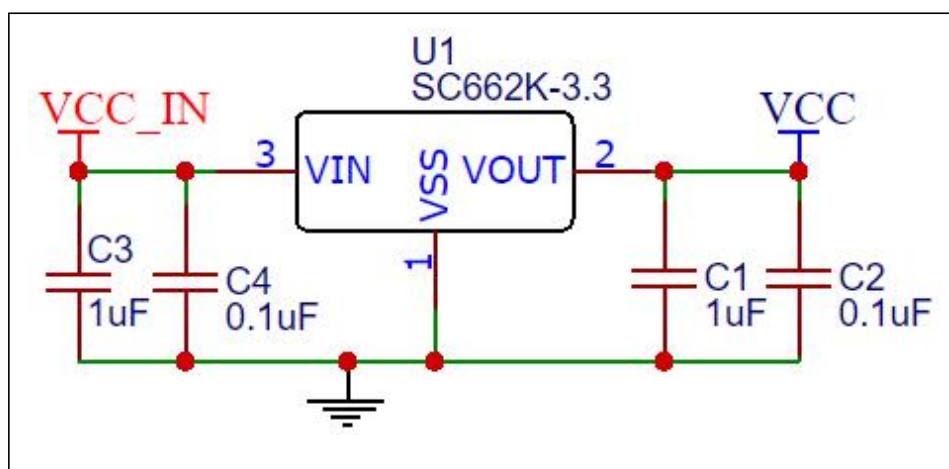 U1
SC662K-3.3
VCC_IN
VCC
3
VIN
VSS
VOUT
2
1
C3
1uF
C4
0.1uF
C1
1uF
C2
0.1uF